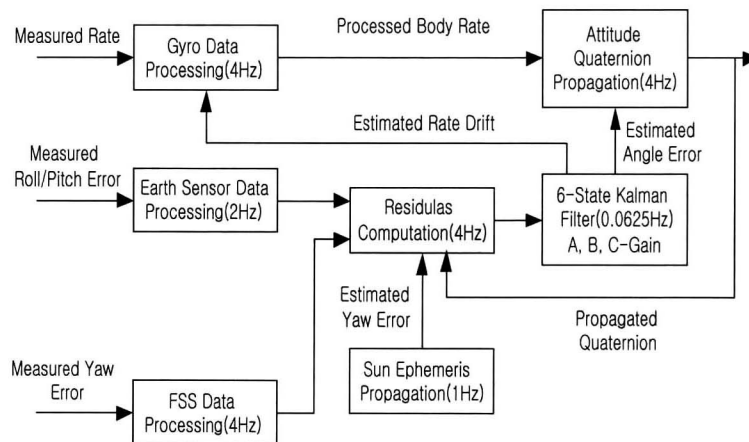 Measured Rate
Gyro Data
Processing(4Hz)
Processed Body Rate
Attitude
Quaternion
Propagation(4Hz)
Estimated Rate Drift
Estimated
Angle Error
Measured
Roll/Pitch Error
Earth Sensor Data
Processing(2Hz)
Residulas
Computation(4Hz)
6-State Kalman
Filter(0.0625Hz)
A, B, C-Gain
Estimated
Yaw Error
Propagated
Quaternion
Measured Yaw
Error
FSS Data
Processing(4Hz)
Sun Ephemeris
Propagation(1Hz)